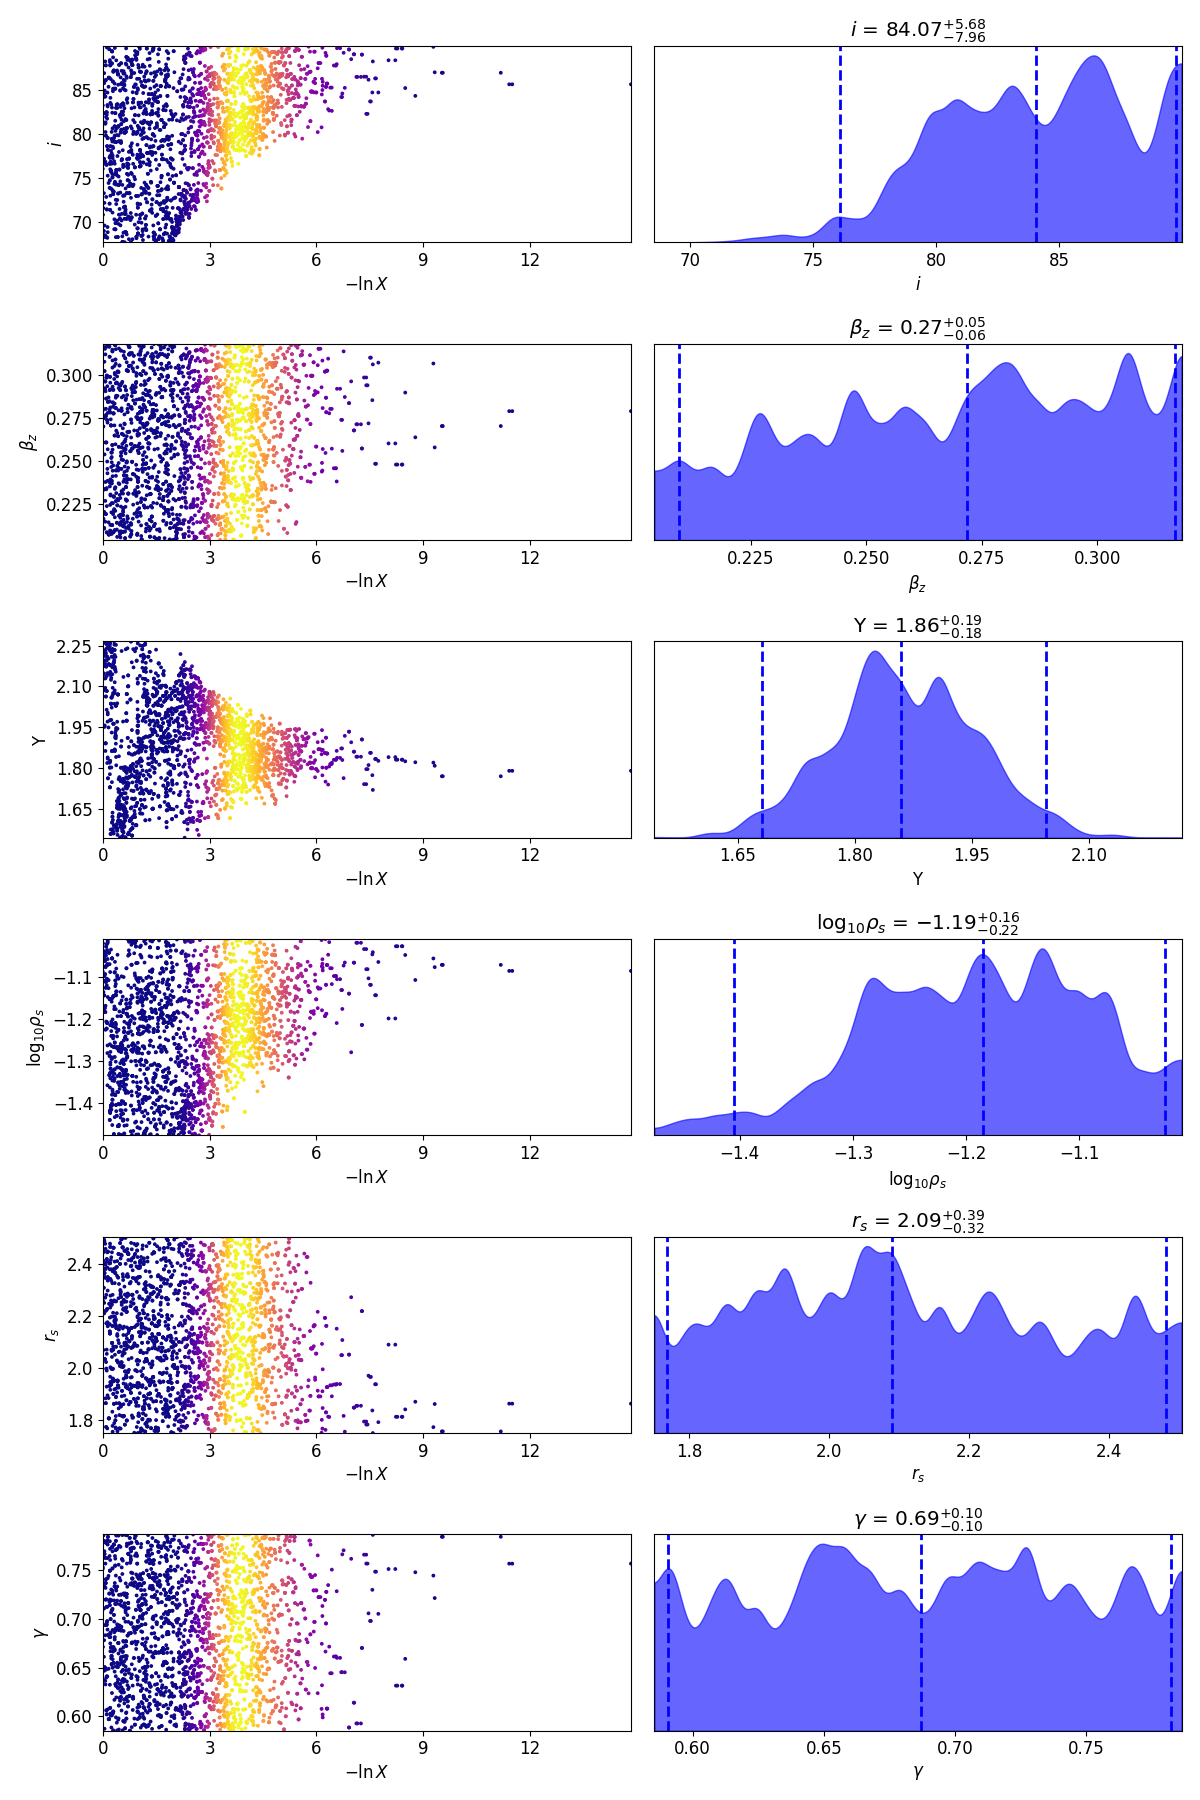 i = 84.07+5.68−7.96
85
80
75
70
i
0 3 6 9 12
−ln X
70 75 80 85
i
βz = 0.27+0.05−0.06
0.300
0.275
0.250
0.225
βz
0 3 6 9 12
−ln X
0.225 0.250 0.275 0.300
βz
Y = 1.86+0.19−0.18
2.25
2.10
1.95
1.80
1.65
Y
0 3 6 9 12
−ln X
1.65 1.80 1.95 2.10
Y
log10ρs = −1.19+0.16−0.22
−1.1
−1.2
−1.3
−1.4
log10ρs
0 3 6 9 12
−ln X
−1.4 −1.3 −1.2 −1.1
log10ρs
rs = 2.09+0.39−0.32
2.4
2.2
2.0
1.8
rs
0 3 6 9 12
−ln X
1.8 2.0 2.2 2.4
rs
γ = 0.69+0.10−0.10
0.75
0.70
0.65
0.60
γ
0 3 6 9 12
−ln X
0.60 0.65 0.70 0.75
γ